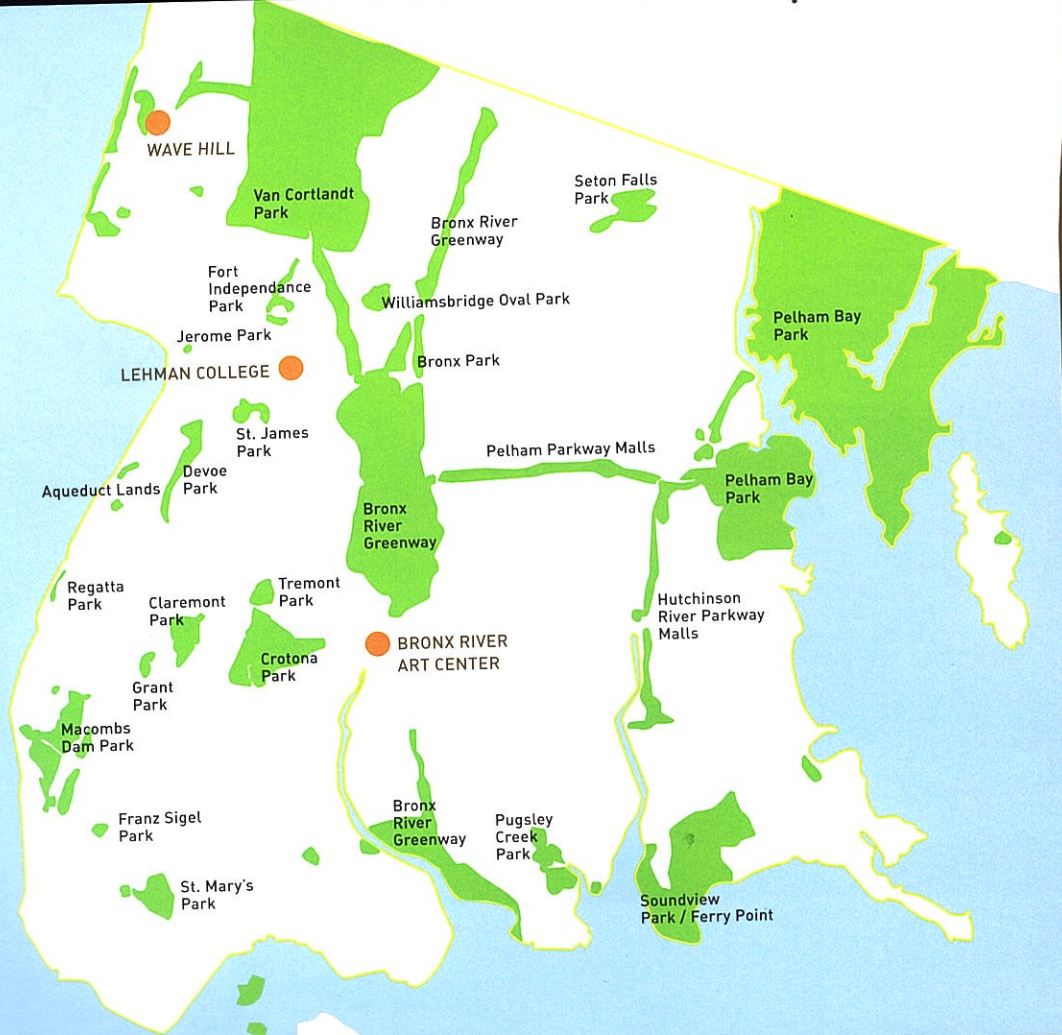 WAVE HILL
Van Cortlandt
Park
Seton Falls
Park
Bronx River
Greenway
Fort
Independance
Park
Williamsbridge Oval Park
Pelham Bay
Park
Jerome Park
Bronx Park
LEHMAN COLLEGE
St. James
Park
Pelham Parkway Malls
Devoe
Park
Aqueduct Lands
Pelham Bay
Park
Bronx
River
Greenway
Regatta
Park
Tremont
Park
Claremont
Park
Hutchinson
River Parkway
Malls
BRONX RIVER
ART CENTER
Crotona
Park
Grant
Park
Macombs
Dam Park
Franz Sigel
Park
Bronx
River
Greenway
Pugsley
Creek
Park
St. Mary's
Park
Soundview
Park / Ferry Point